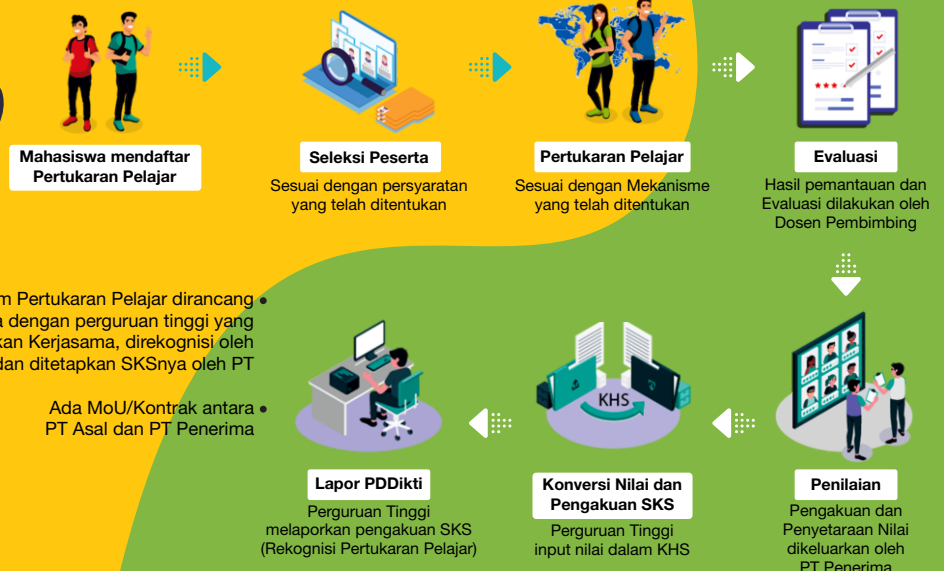 Mahasiswa mendaftar
Pertukaran Pelajar
Seleksi Peserta
Sesuai dengan persyaratan
yang telah ditentukan
Pertukaran Pelajar
Sesuai dengan Mekanisme
yang telah ditentukan
Evaluasi
Hasil pemantauan dan
Evaluasi dilakukan oleh
Dosen Pembimbing
Penilaian
Pengakuan dan
Penyetaraan Nilai
dikeluarkan oleh
PT Penerima
KHS
Konversi Nilai dan
Pengakuan SKS
Perguruan Tinggi
input nilai dalam KHS
Lapor PDDikti
Perguruan Tinggi
melaporkan pengakuan SKS
(Rekognisi Pertukaran Pelajar)
Pertukaran Pelajar dirancang •
dengan perguruan tinggi yang
Kerjasama, direkognisi oleh
dan ditetapkan SKSnya oleh PT
Ada MoU/Kontrak antara •
PT Asal dan PT Penerima